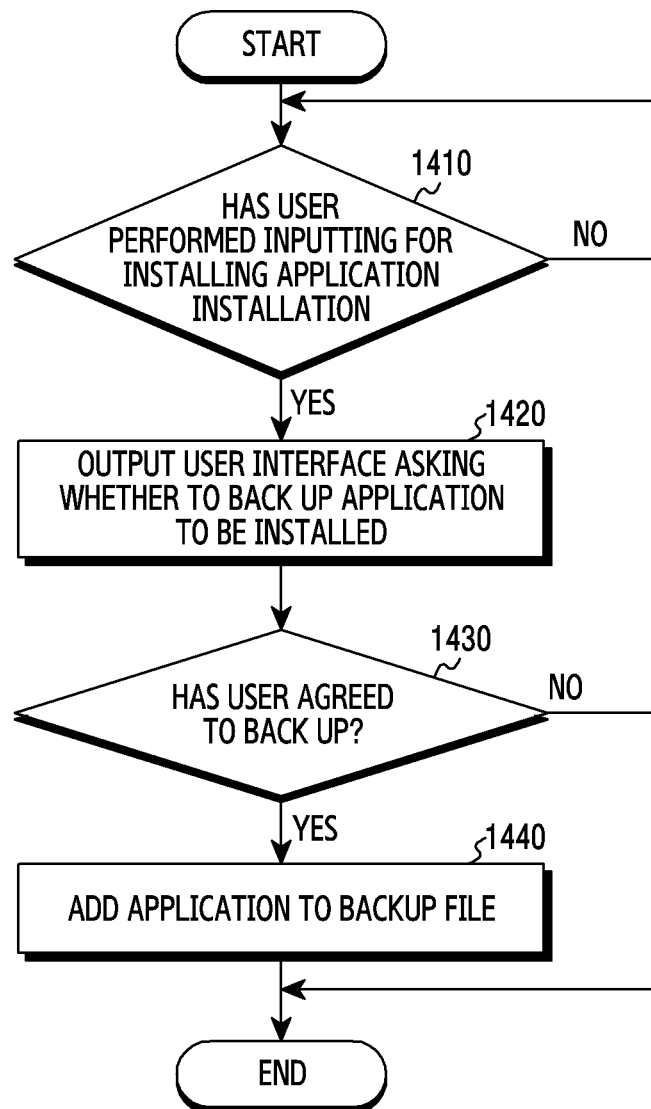 START
1410
HAS USER
PERFORMED INPUTTING FOR
INSTALLING APPLICATION
INSTALLATION
NO
YES
1420
OUTPUT USER INTERFACE ASKING
WHETHER TO BACK UP APPLICATION
TO BE INSTALLED
1430
HAS USER AGREED
TO BACK UP?
NO
YES
1440
ADD APPLICATION TO BACKUP FILE
END